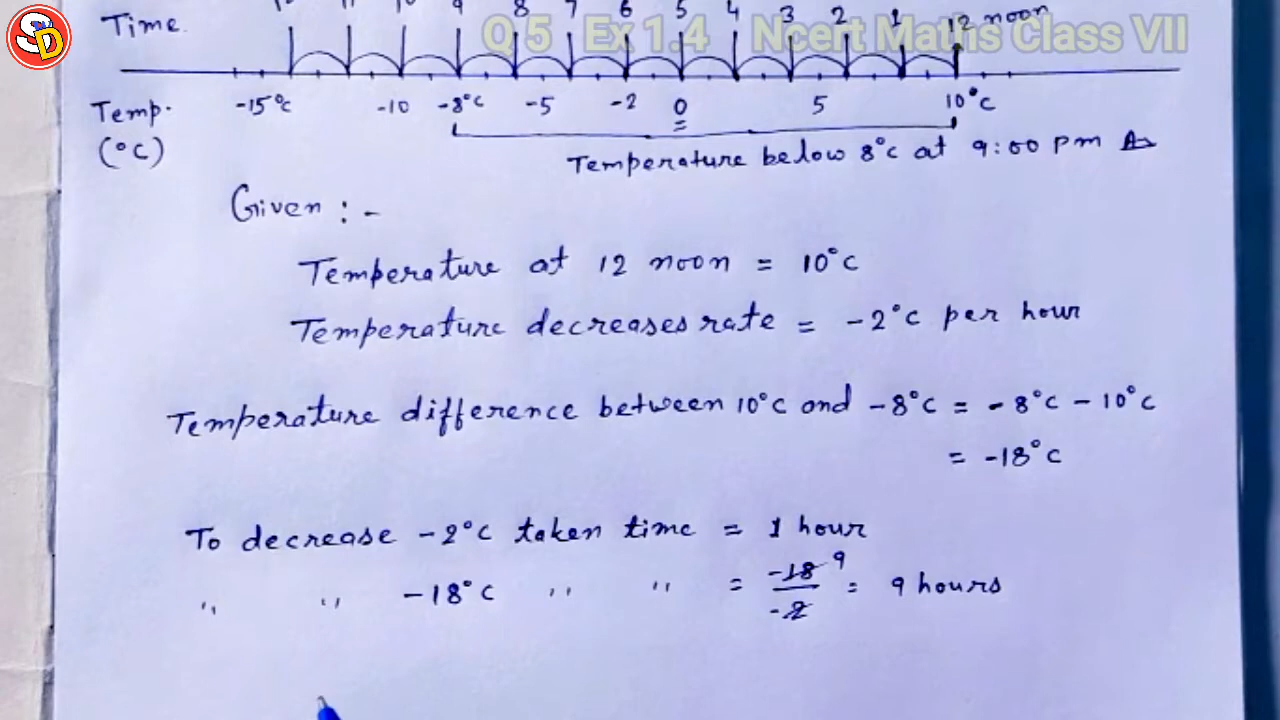 SD
Q 5 Ex 1.4 Ncert Maths Class VII
Time. 9 8 7 6 5 4 3 2 1 12 noon
Temp. (°C) -15°c -10 -8°c -5 -2 0 5 10°c
Temperature below 8°c at 9:00 pm
Given :-
Temperature at 12 noon = 10°c
Temperature decreases rate = -2°c per hour
Temperature difference between 10°c and -8°c = -8°c - 10°c
= -18°c
To decrease -2°c taken time = 1 hour
" " -18°c " " = -18/-2 9 = 9 hours